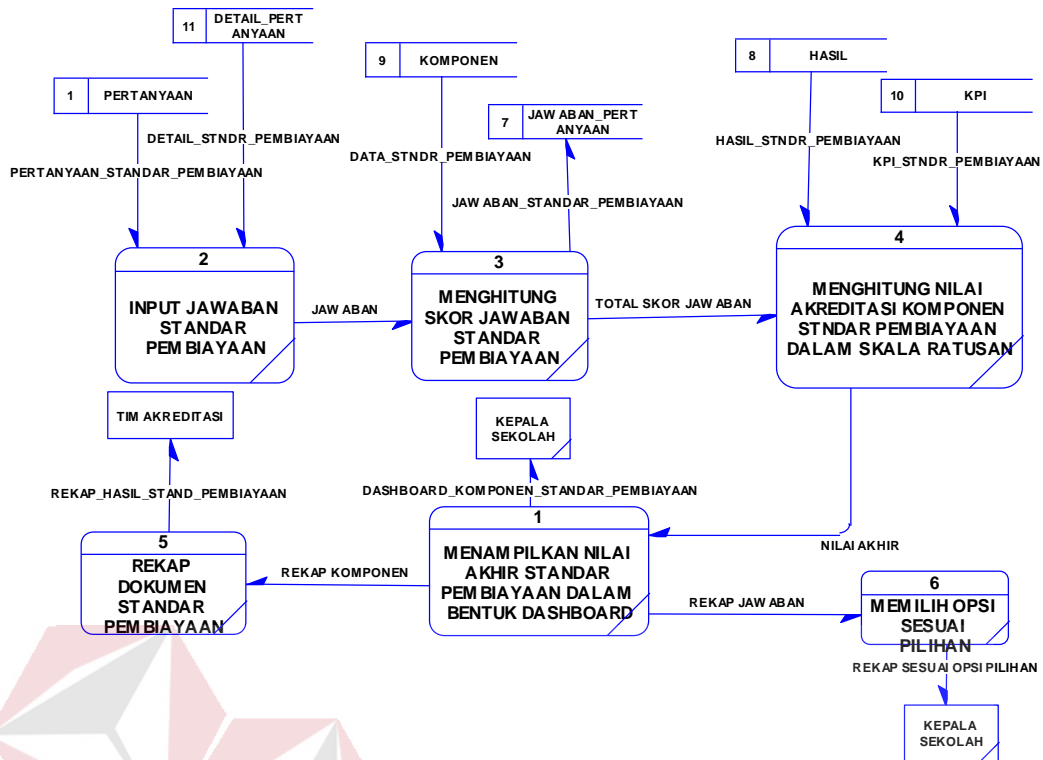 11
DETAIL_PERT
ANYAAN
9
KOMPONEN
8
HASIL
1
PERTANYAAN
7
JAWABAN_PERT
ANYAAN
10
KPI
DETAIL_STNDR_PEMBIAYAAN
PERTANYAAN_STANDAR_PEMBIAYAAN
DATA_STNDR_PEMBIAYAAN
JAWABAN_STANDAR_PEMBIAYAAN
HASIL_STNDR_PEMBIAYAAN
KPI_STNDR_PEMBIAYAAN
2
INPUT JAWABAN
STANDAR
PEMBIAYAAN
JAWABAN
3
MENGHITUNG
SKOR JAWABAN
STANDAR
PEMBIAYAAN
TOTAL SKOR JAWABAN
4
MENGHITUNG NILAI
AKREDITASI KOMPONEN
STNDAR PEMBIAYAAN
DALAM SKALA RATUSAN
TIM AKREDITASI
KEPALA
SEKOLAH
REKAP_HASIL_STAND_PEMBIAYAAN
DASHBOARD_KOMPONEN_STANDAR_PEMBIAYAAN
5
REKAP
DOKUMEN
STANDAR
PEMBIAYAAN
REKAP KOMPONEN
1
MENAMPILKAN NILAI
AKHIR STANDAR
PEMBIAYAAN DALAM
BENTUK DASHBOARD
NILAI AKHIR
REKAP JAWABAN
6
MEMILIH OPSI
SESUAI
PILIHAN
REKAP SESUAI OPSI PILIHAN
KEPALA
SEKOLAH